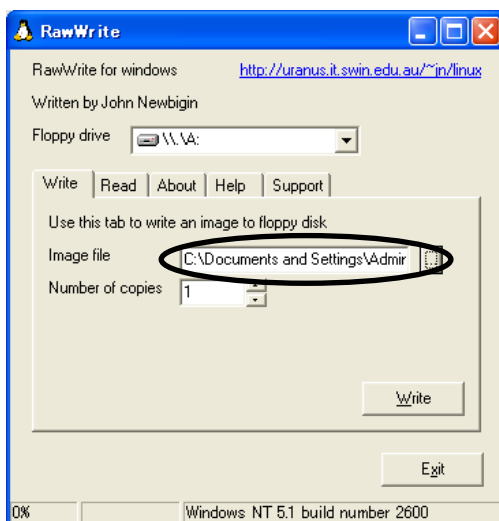 RawWrite
RawWrite for windows http://uranus.it.swin.edu.au/~jn/linux
Written by John Newbigin
Floppy drive \\.\A:
Write Read About Help Support
Use this tab to write an image to floppy disk
Image file C:\Documents and Settings\Admir
Number of copies 1
Write
Exit
0% Windows NT 5.1 build number 2600